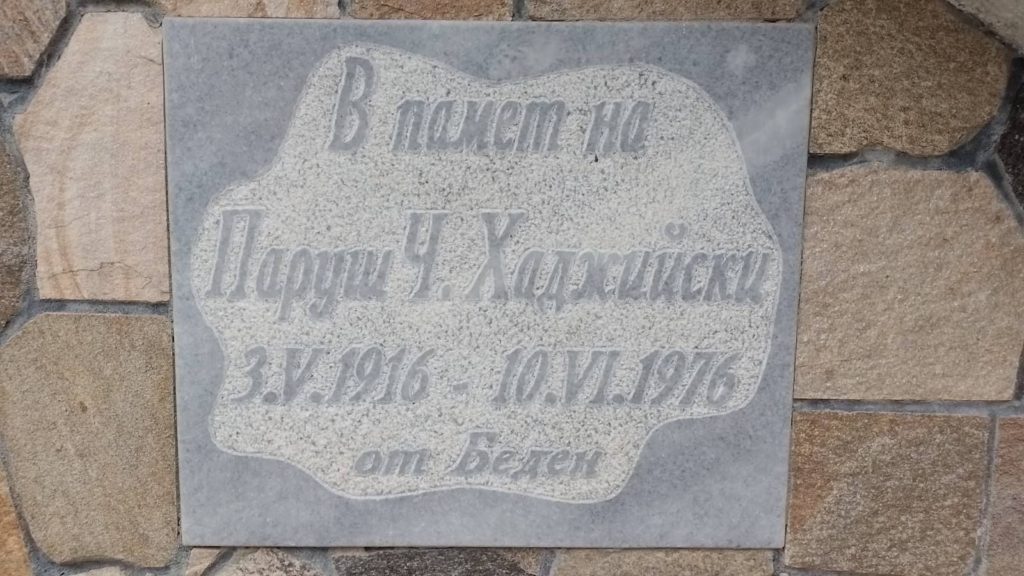 В памет на
Паруш Ч. Хаджийски
3.V.1916 - 10.VI.1976
от Беден